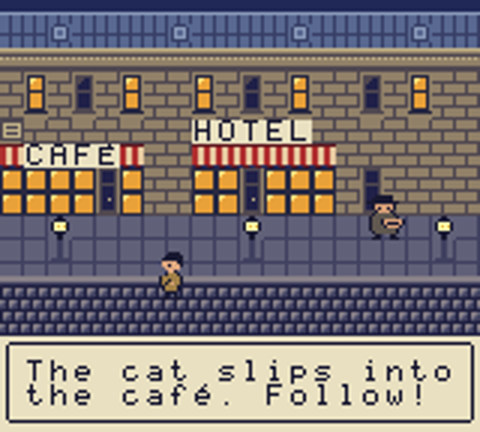 HOTEL
CAFÉ
The cat slips into
the café. Follow!